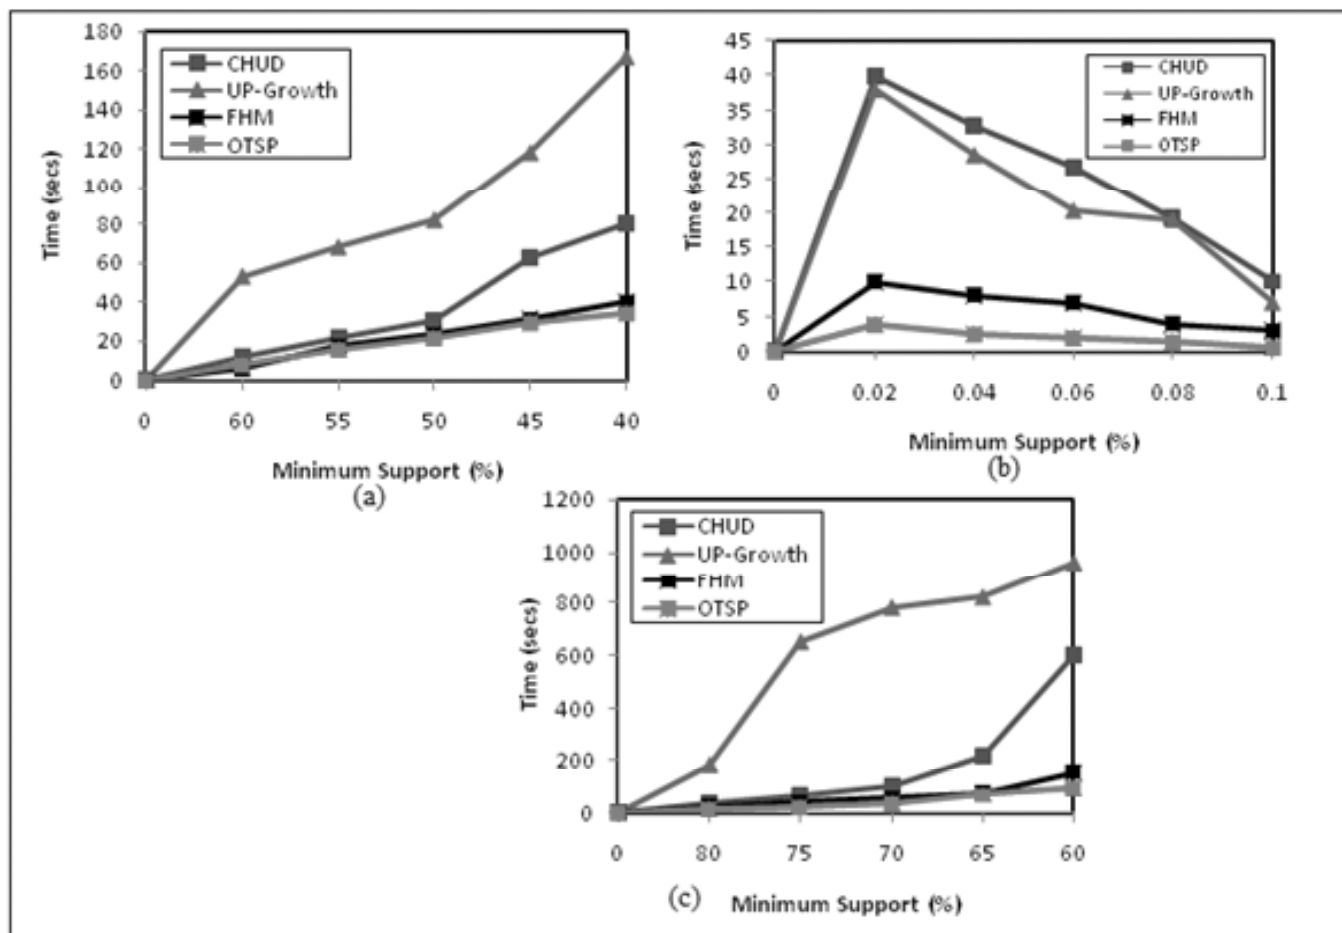 180
160
140
120
100
80
60
40
20
0
Time (secs)
CHUD
UP-Growth
FHM
OTSP
0 60 55 50 45 40
Minimum Support (%)
(a)
45
40
35
30
25
20
15
10
5
0
Time (secs)
CHUD
UP-Growth
FHM
OTSP
0 0.02 0.04 0.06 0.08 0.1
Minimum Support (%)
(b)
1200
1000
800
600
400
200
0
Time (secs)
CHUD
UP-Growth
FHM
OTSP
0 80 75 70 65 60
(c) Minimum Support (%)